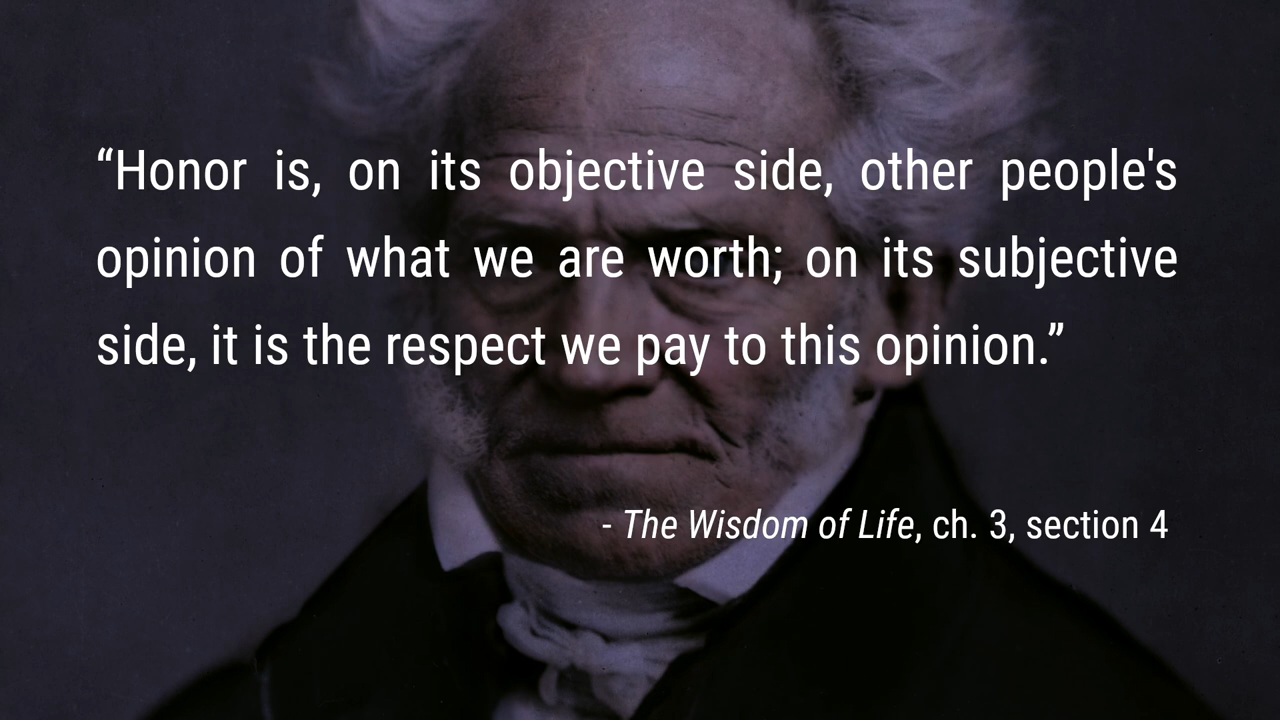 “Honor is, on its objective side, other people's
opinion of what we are worth; on its subjective
side, it is the respect we pay to this opinion.”
- The Wisdom of Life, ch. 3, section 4